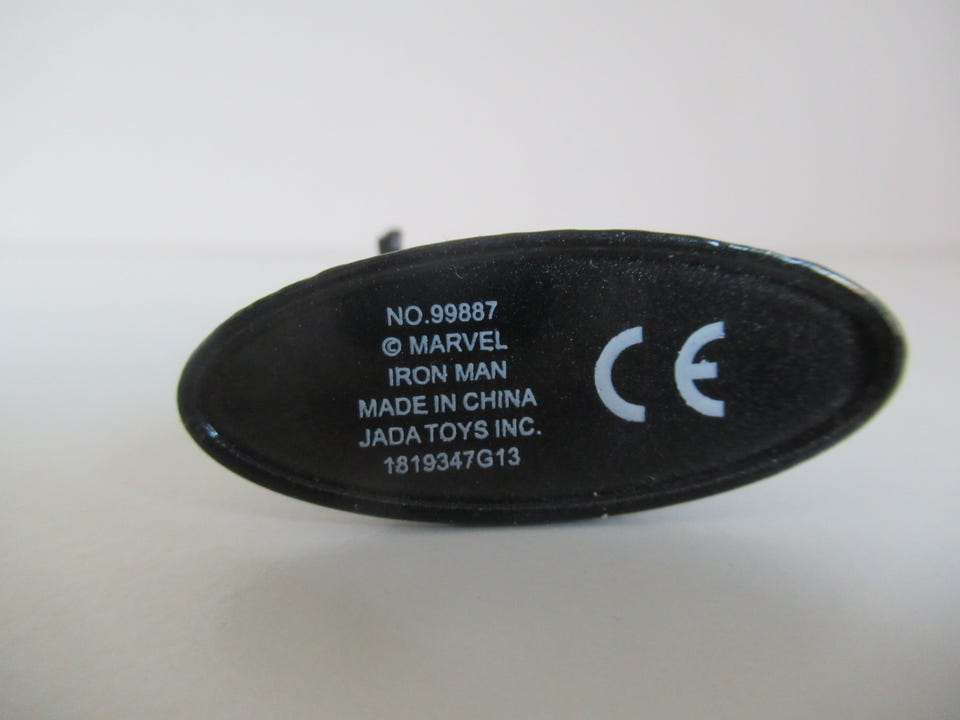 NO.99887
© MARVEL
IRON MAN
MADE IN CHINA
JADA TOYS INC.
1819347G13
CE